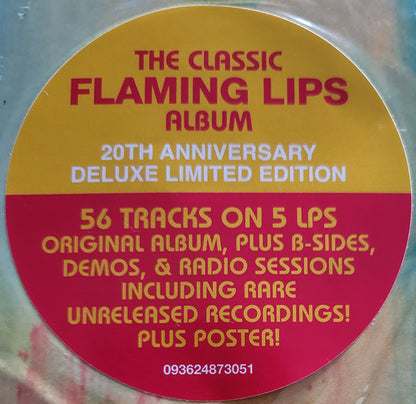 THE CLASSIC
FLAMING LIPS
ALBUM
20TH ANNIVERSARY
DELUXE LIMITED EDITION
56 TRACKS ON 5 LPS
ORIGINAL ALBUM, PLUS B-SIDES,
DEMOS, & RADIO SESSIONS
INCLUDING RARE
UNRELEASED RECORDINGS!
PLUS POSTER!
093624873051